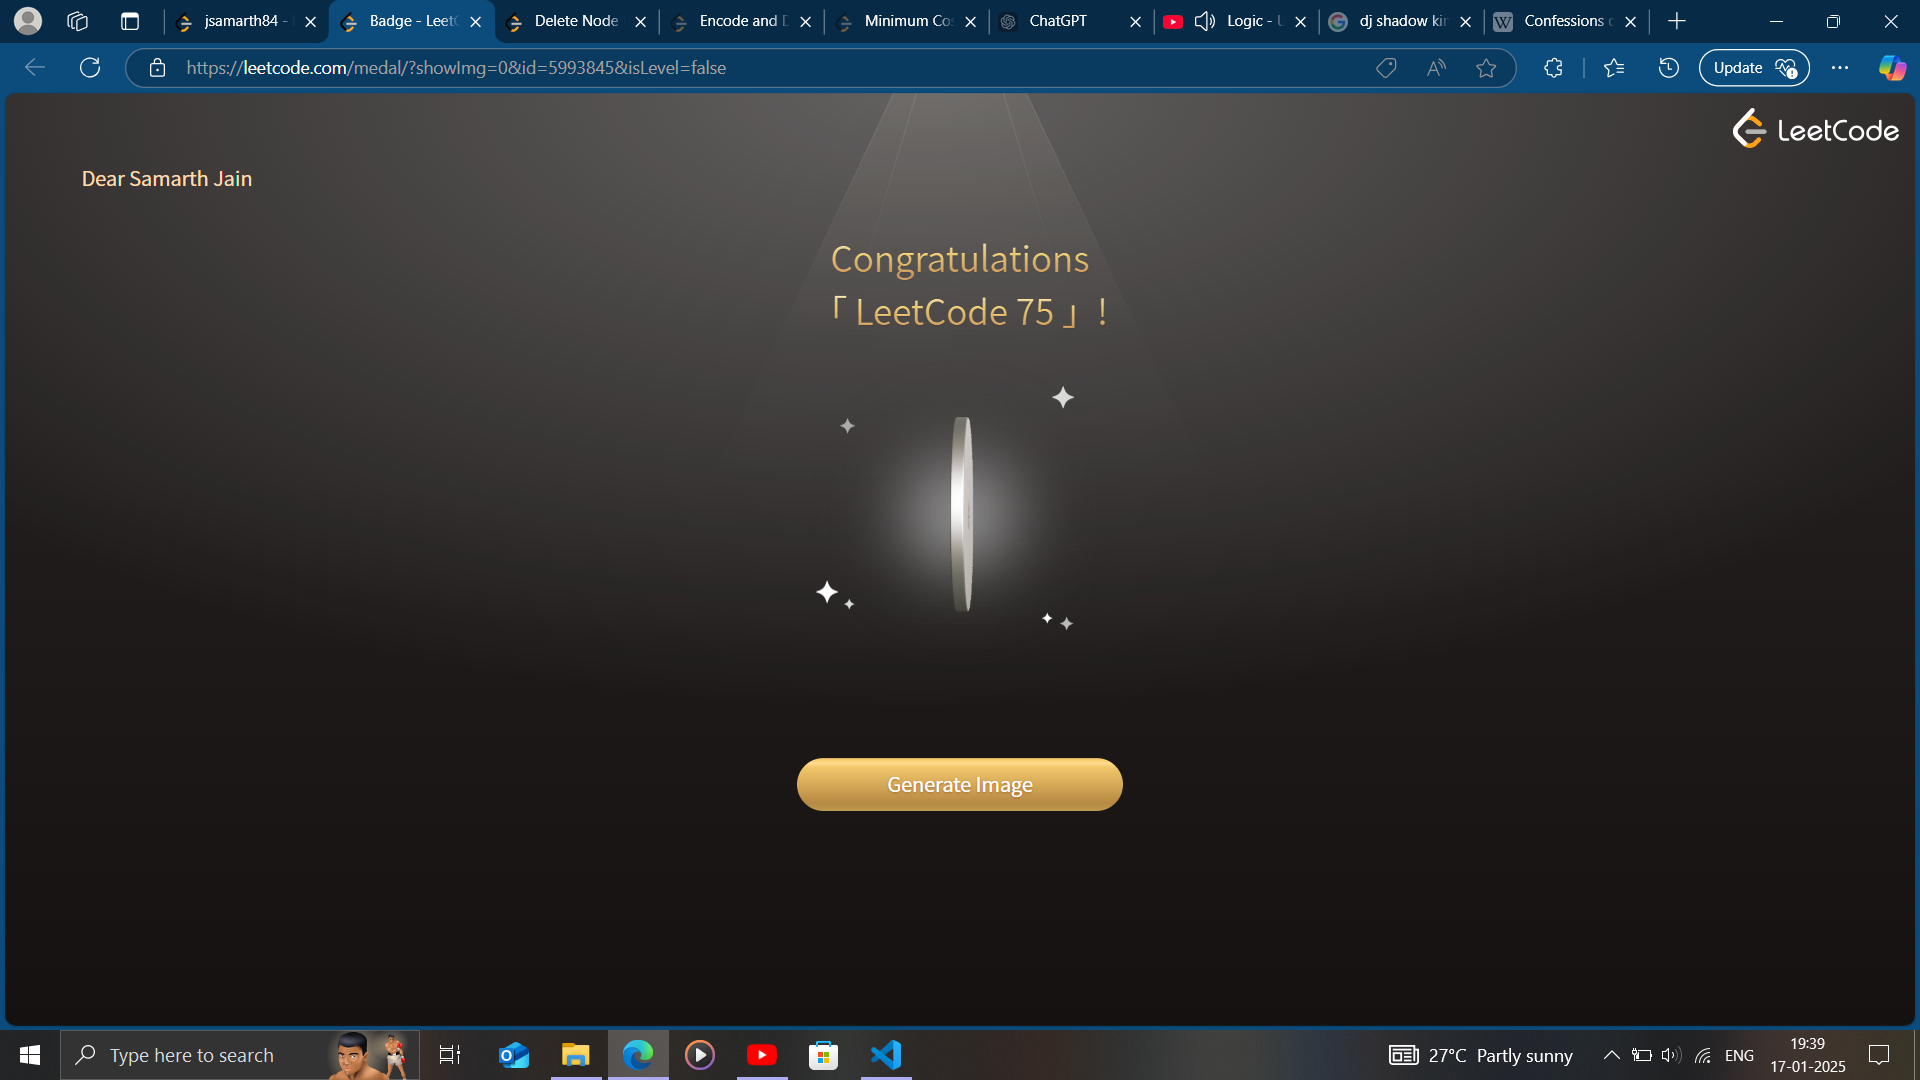 jsamarth84 -
Badge - Leet
Delete Node
Encode and
Minimum Co
ChatGPT
Logic -
dj shadow
Confessions
https://leetcode.com/medal/?showImg=0&id=5993845&isLevel=false
Update
LeetCode
Dear Samarth Jain
Congratulations
「 LeetCode 75 」 !
Generate Image
Type here to search
27°C Partly sunny
ENG
19:39
17-01-2025